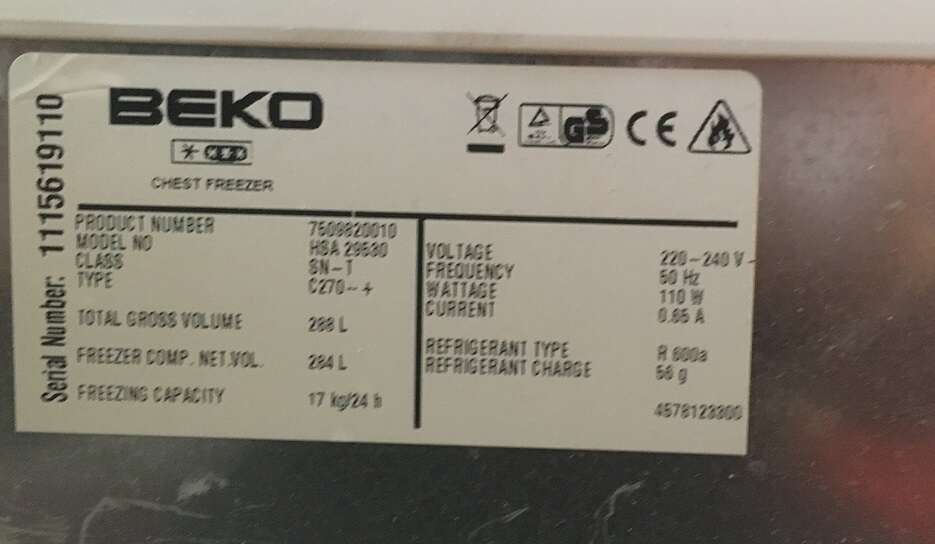 Serial Number: 1115619110
BEKO
CHEST FREEZER
GS
CE
PRODUCT NUMBER 7509820010
MODEL NO HSA 29530
CLASS SN-T
TYPE C270-+
TOTAL GROSS VOLUME 288 L
FREEZER COMP. NET.VOL. 284 L
FREEZING CAPACITY 17 kg/24 h
VOLTAGE 220-240 V ~
FREQUENCY 50 Hz
WATTAGE 110 W
CURRENT 0.65 A
REFRIGERANT TYPE R 600a
REFRIGERANT CHARGE
4578123300